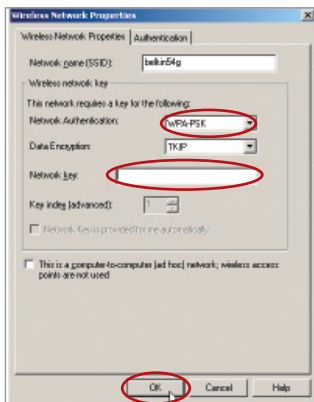 Wireless Network Properties
Wireless Network Properties Authentication
Network name (SSID): belkin54g
Wireless network key
This network requires a key for the following:
Network Authentication: WPA-PSK
Data Encryption: TKIP
Network key:
Key index (advanced): 1
Network Key is provided for me automatically
This is a computer-to-computer (ad hoc) network; wireless access
points are not used
OK Cancel Help